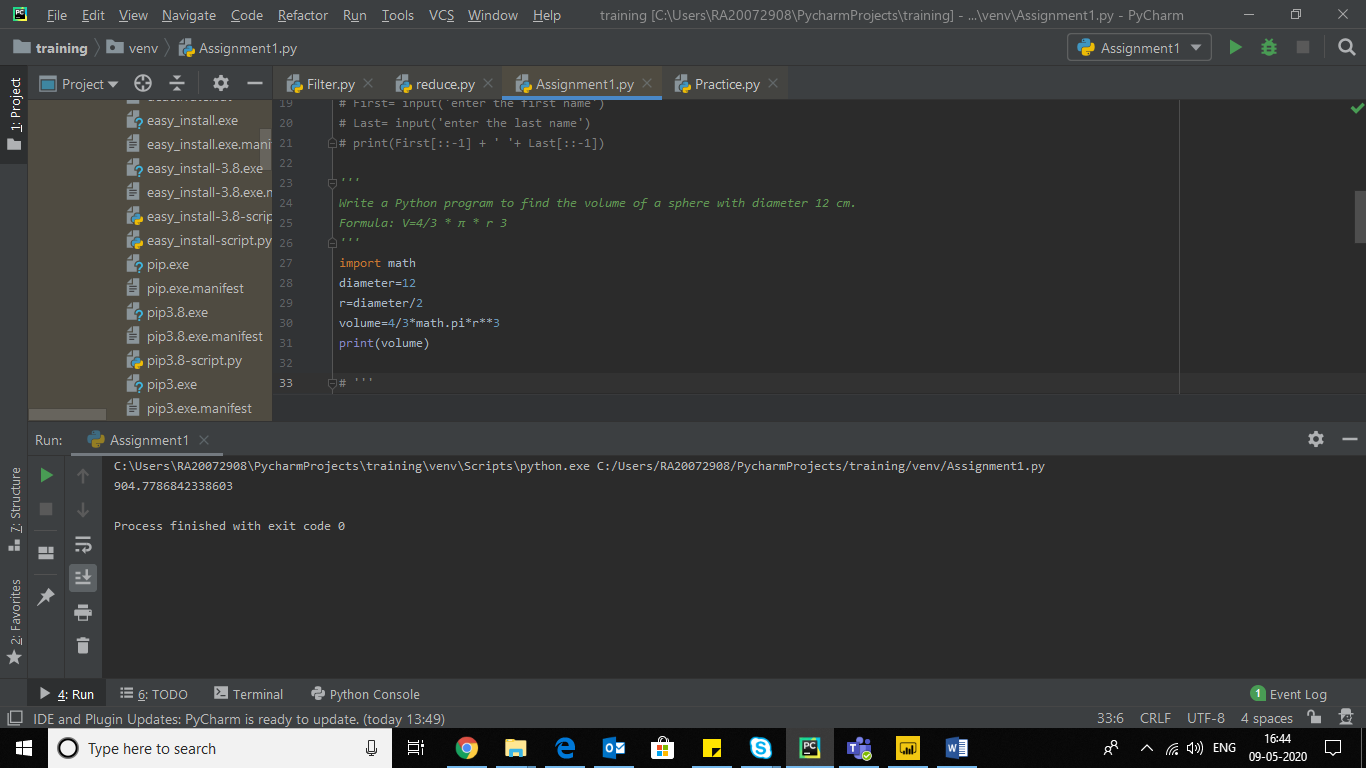 File Edit View Navigate Code Refactor Run Tools VCS Window Help training [C:\Users\RA20072908\PycharmProjects\training] - ...\venv\Assignment1.py - PyCharm
training venv Assignment1.py Assignment1
1: Project
Project Filter.py reduce.py Assignment1.py Practice.py
easy_install.exe
easy_install.exe.mani
easy_install-3.8.exe
easy_install-3.8.exe.n
easy_install-3.8-scrip
easy_install-script.py
pip.exe
pip.exe.manifest
pip3.8.exe
pip3.8.exe.manifest
pip3.8-script.py
pip3.exe
pip3.exe.manifest
19 # First= input('enter the first name')
20 # Last= input('enter the last name')
21 # print(First[::-1] + ' '+ Last[::-1])
22
23 '''
24 Write a Python program to find the volume of a sphere with diameter 12 cm.
25 Formula: V=4/3 * π * r 3
26 '''
27 import math
28 diameter=12
29 r=diameter/2
30 volume=4/3*math.pi*r**3
31 print(volume)
32
33 # '''
Run: Assignment1
C:\Users\RA20072908\PycharmProjects\training\venv\Scripts\python.exe C:/Users/RA20072908/PycharmProjects/training/venv/Assignment1.py
904.7786842338603
Process finished with exit code 0
7: Structure
2: Favorites
4: Run 6: TODO Terminal Python Console 1 Event Log
IDE and Plugin Updates: PyCharm is ready to update. (today 13:49) 33:6 CRLF UTF-8 4 spaces
Type here to search ENG 16:44
09-05-2020